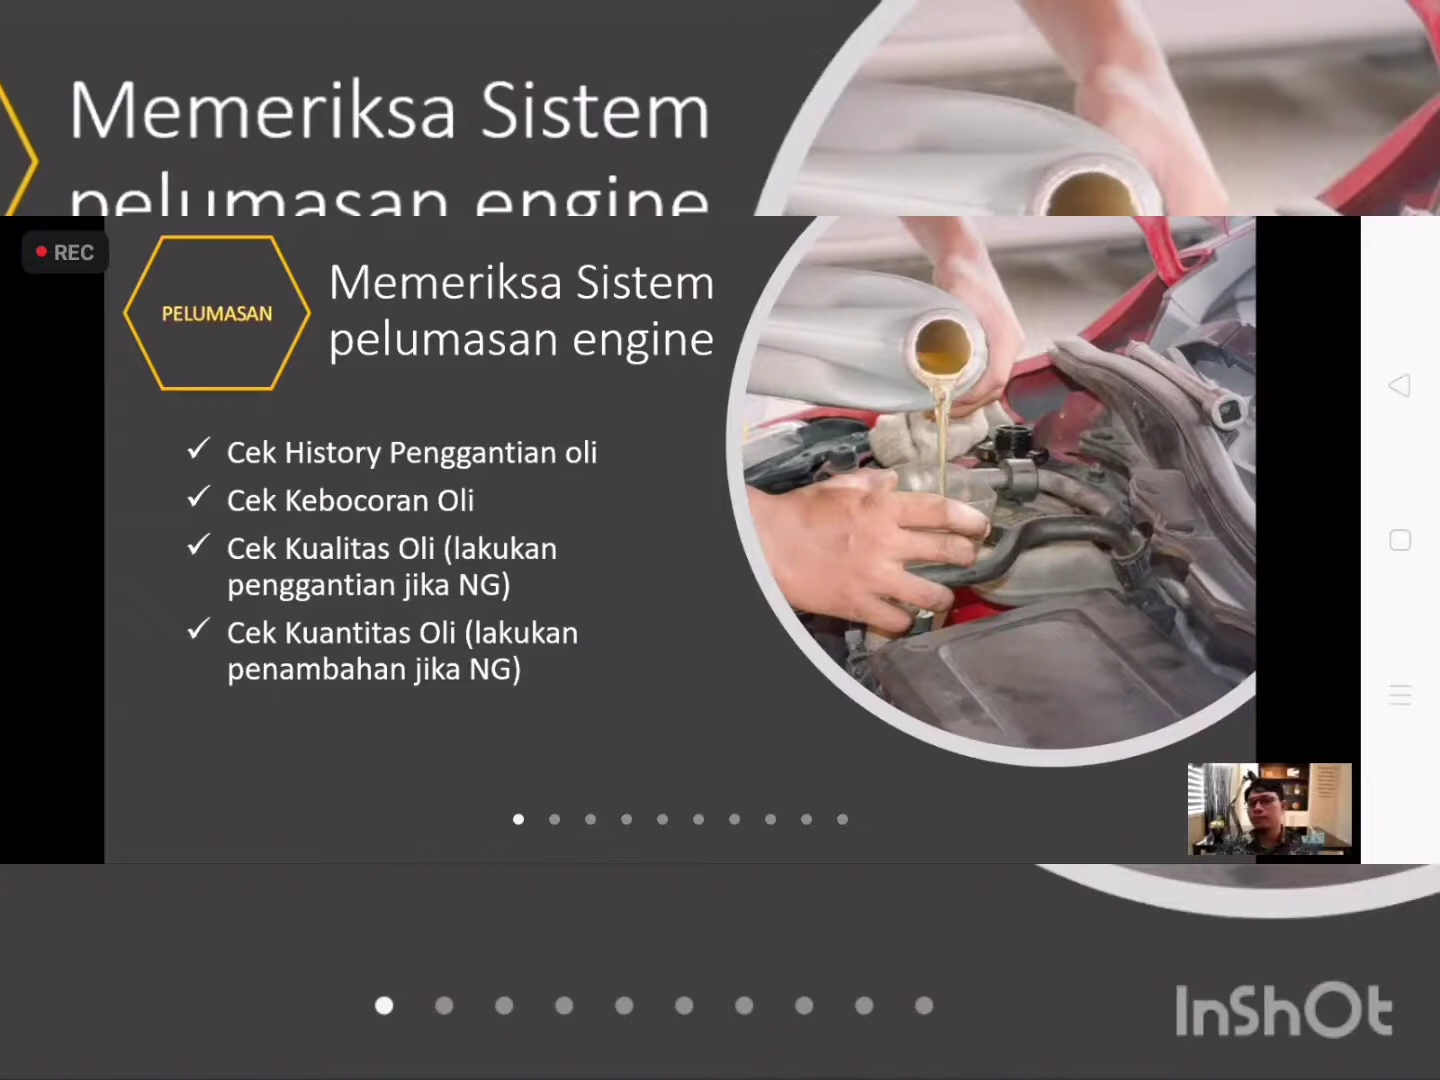 Memeriksa Sistem
pelumasan engine
REC
PELUMASAN
Memeriksa Sistem
pelumasan engine
✓ Cek History Penggantian oli
✓ Cek Kebocoran Oli
✓ Cek Kualitas Oli (lakukan
penggantian jika NG)
✓ Cek Kuantitas Oli (lakukan
penambahan jika NG)
InShOt